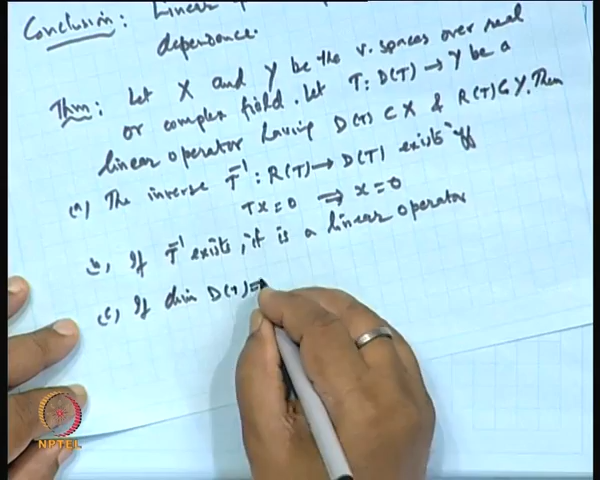 Conclusion: Linear
dependence.
Thm: Let X and Y be the v. spaces over real
or complex field. Let T: D(T) → Y be a
linear operator having D(T) ⊂ X & R(T) ⊂ Y. Then
(a) The inverse T⁻¹: R(T) → D(T) exists iff
Tx = 0 ⇒ x = 0
(b) If T⁻¹ exists, it is a linear operator
(c) If dim D(T) =
NPTEL